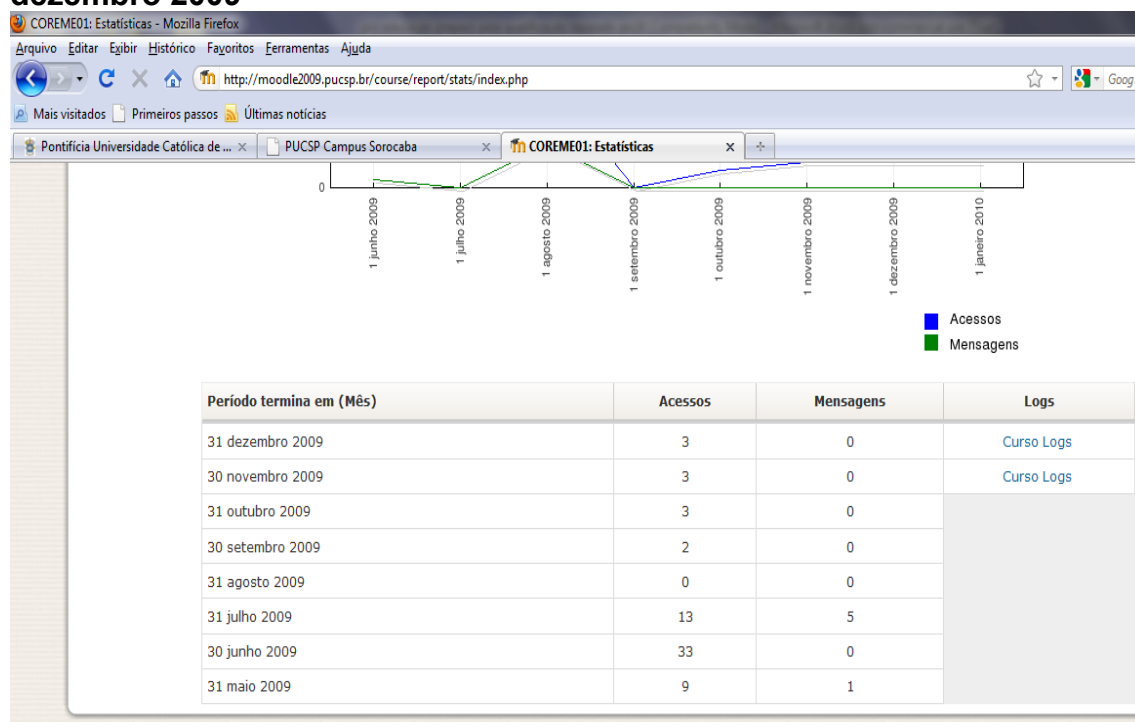 dezembro 2009
COREME01: Estatísticas - Mozilla Firefox
Arquivo Editar Exibir Histórico Favoritos Ferramentas Ajuda
http://moodle2009.pucsp.br/course/report/stats/index.php
Goog
Mais visitados Primeiros passos Últimas notícias
Pontifícia Universidade Católica de ... PUCSP Campus Sorocaba COREME01: Estatísticas
0
1 junho 2009
1 julho 2009
1 agosto 2009
1 setembro 2009
1 outubro 2009
1 novembro 2009
1 dezembro 2009
1 janeiro 2010
Acessos
Mensagens
Período termina em (Mês) Acessos Mensagens Logs
31 dezembro 2009 3 0 Curso Logs
30 novembro 2009 3 0 Curso Logs
31 outubro 2009 3 0
30 setembro 2009 2 0
31 agosto 2009 0 0
31 julho 2009 13 5
30 junho 2009 33 0
31 maio 2009 9 1